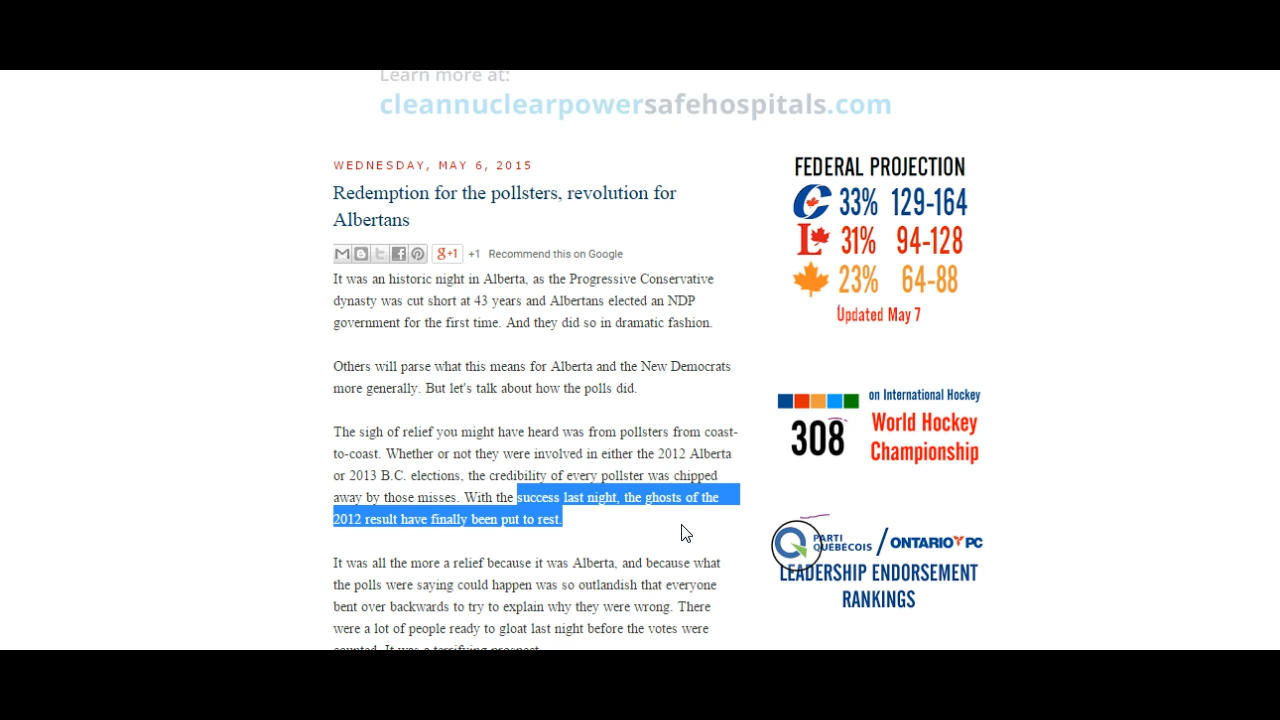 Learn more at:
cleannuclearpowersafehospitals.com
WEDNESDAY, MAY 6, 2015
Redemption for the pollsters, revolution for
Albertans
g+1 +1 Recommend this on Google
It was an historic night in Alberta, as the Progressive Conservative
dynasty was cut short at 43 years and Albertans elected an NDP
government for the first time. And they did so in dramatic fashion.
Others will parse what this means for Alberta and the New Democrats
more generally. But let's talk about how the polls did.
The sigh of relief you might have heard was from pollsters from coast-
to-coast. Whether or not they were involved in either the 2012 Alberta
or 2013 B.C. elections, the credibility of every pollster was chipped
away by those misses. With the success last night, the ghosts of the
2012 result have finally been put to rest.
It was all the more a relief because it was Alberta, and because what
the polls were saying could happen was so outlandish that everyone
bent over backwards to try to explain why they were wrong. There
were a lot of people ready to gloat last night before the votes were
counted. It was a terrifying prospect.
FEDERAL PROJECTION
33% 129-164
31% 94-128
23% 64-88
Updated May 7
on International Hockey
308 World Hockey
Championship
PARTI
QUÉBÉCOIS / ONTARIO PC
LEADERSHIP ENDORSEMENT
RANKINGS